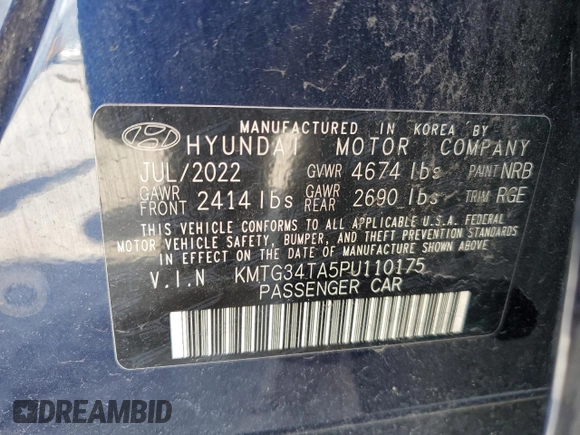 MANUFACTURED IN KOREA BY
HYUNDAI MOTOR COMPANY
JUL/2022 GVWR 4674 lbs PAINT NRB
GAWR FRONT 2414 lbs GAWR REAR 2690 lbs TRIM RGE
THIS VEHICLE CONFORMS TO ALL APPLICABLE U.S.A. FEDERAL
MOTOR VEHICLE SAFETY, BUMPER, AND THEFT PREVENTION STANDARDS
IN EFFECT ON THE DATE OF MANUFACTURE SHOWN ABOVE.
V.I.N KMTG34TA5PU110175
PASSENGER CAR
DREAMBID